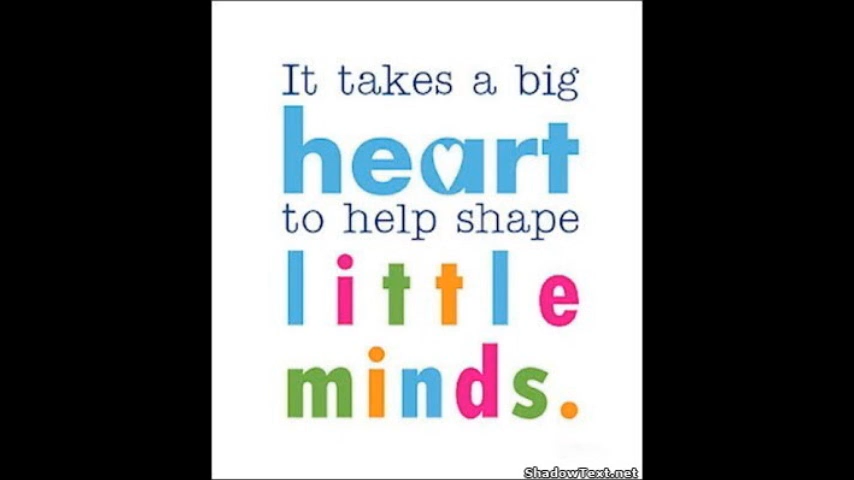 It takes a big
heart
to help shape
little
minds.
ShadowText.net